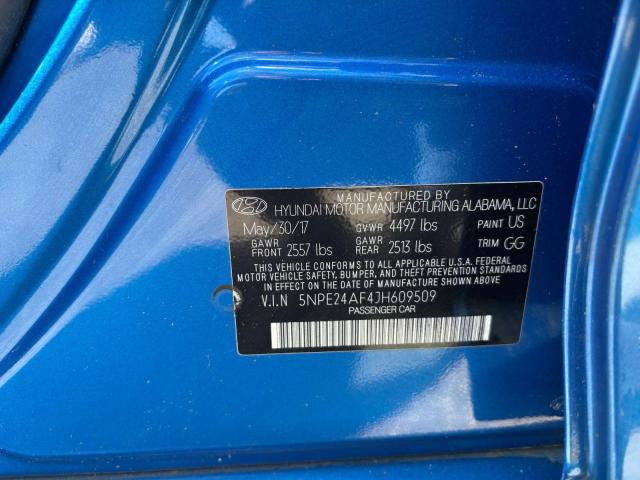 MANUFACTURED BY
HYUNDAI MOTOR MANUFACTURING ALABAMA, LLC
May/30/17 GVWR 4497 lbs PAINT US
GAWR FRONT 2557 lbs GAWR REAR 2513 lbs TRIM GG
THIS VEHICLE CONFORMS TO ALL APPLICABLE U.S.A. FEDERAL
MOTOR VEHICLE SAFETY, BUMPER, AND THEFT PREVENTION STANDARDS
IN EFFECT ON THE DATE OF MANUFACTURE SHOWN ABOVE.
V.I.N 5NPE24AF4JH609509
PASSENGER CAR